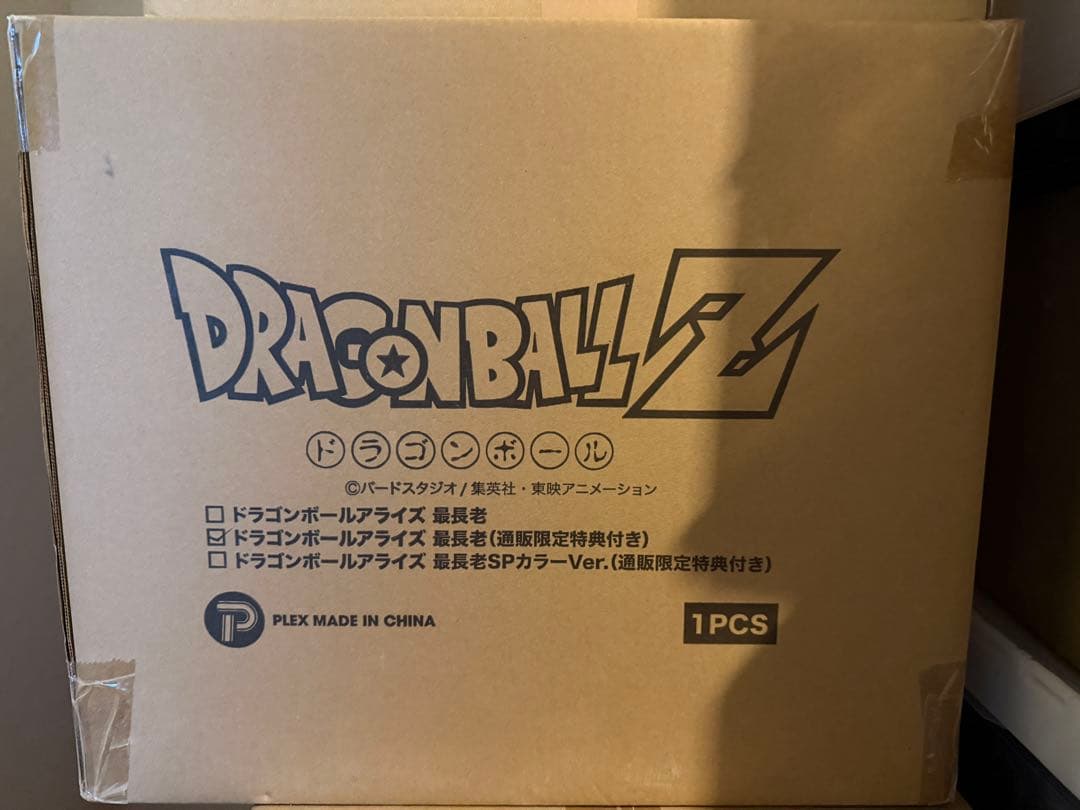 DRAGONBALL Z
ドラゴンボール
©バードスタジオ/集英社・東映アニメーション
☐ ドラゴンボールアライズ 最長老
☑ ドラゴンボールアライズ 最長老(通販限定特典付き)
☐ ドラゴンボールアライズ 最長老SPカラーVer.(通販限定特典付き)
P PLEX MADE IN CHINA
1PCS